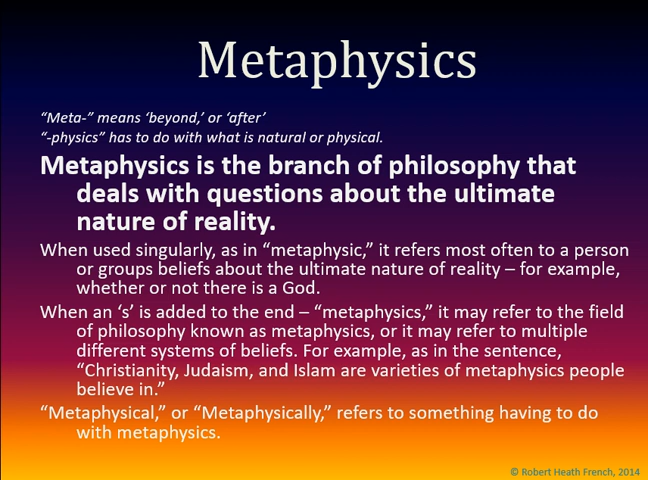 Metaphysics
“Meta-” means ‘beyond,’ or ‘after’
“-physics” has to do with what is natural or physical.
Metaphysics is the branch of philosophy that
deals with questions about the ultimate
nature of reality.
When used singularly, as in “metaphysic,” it refers most often to a person
or groups beliefs about the ultimate nature of reality – for example,
whether or not there is a God.
When an ‘s’ is added to the end – “metaphysics,” it may refer to the field
of philosophy known as metaphysics, or it may refer to multiple
different systems of beliefs. For example, as in the sentence,
“Christianity, Judaism, and Islam are varieties of metaphysics people
believe in.”
“Metaphysical,” or “Metaphysically,” refers to something having to do
with metaphysics.
© Robert Heath French, 2014